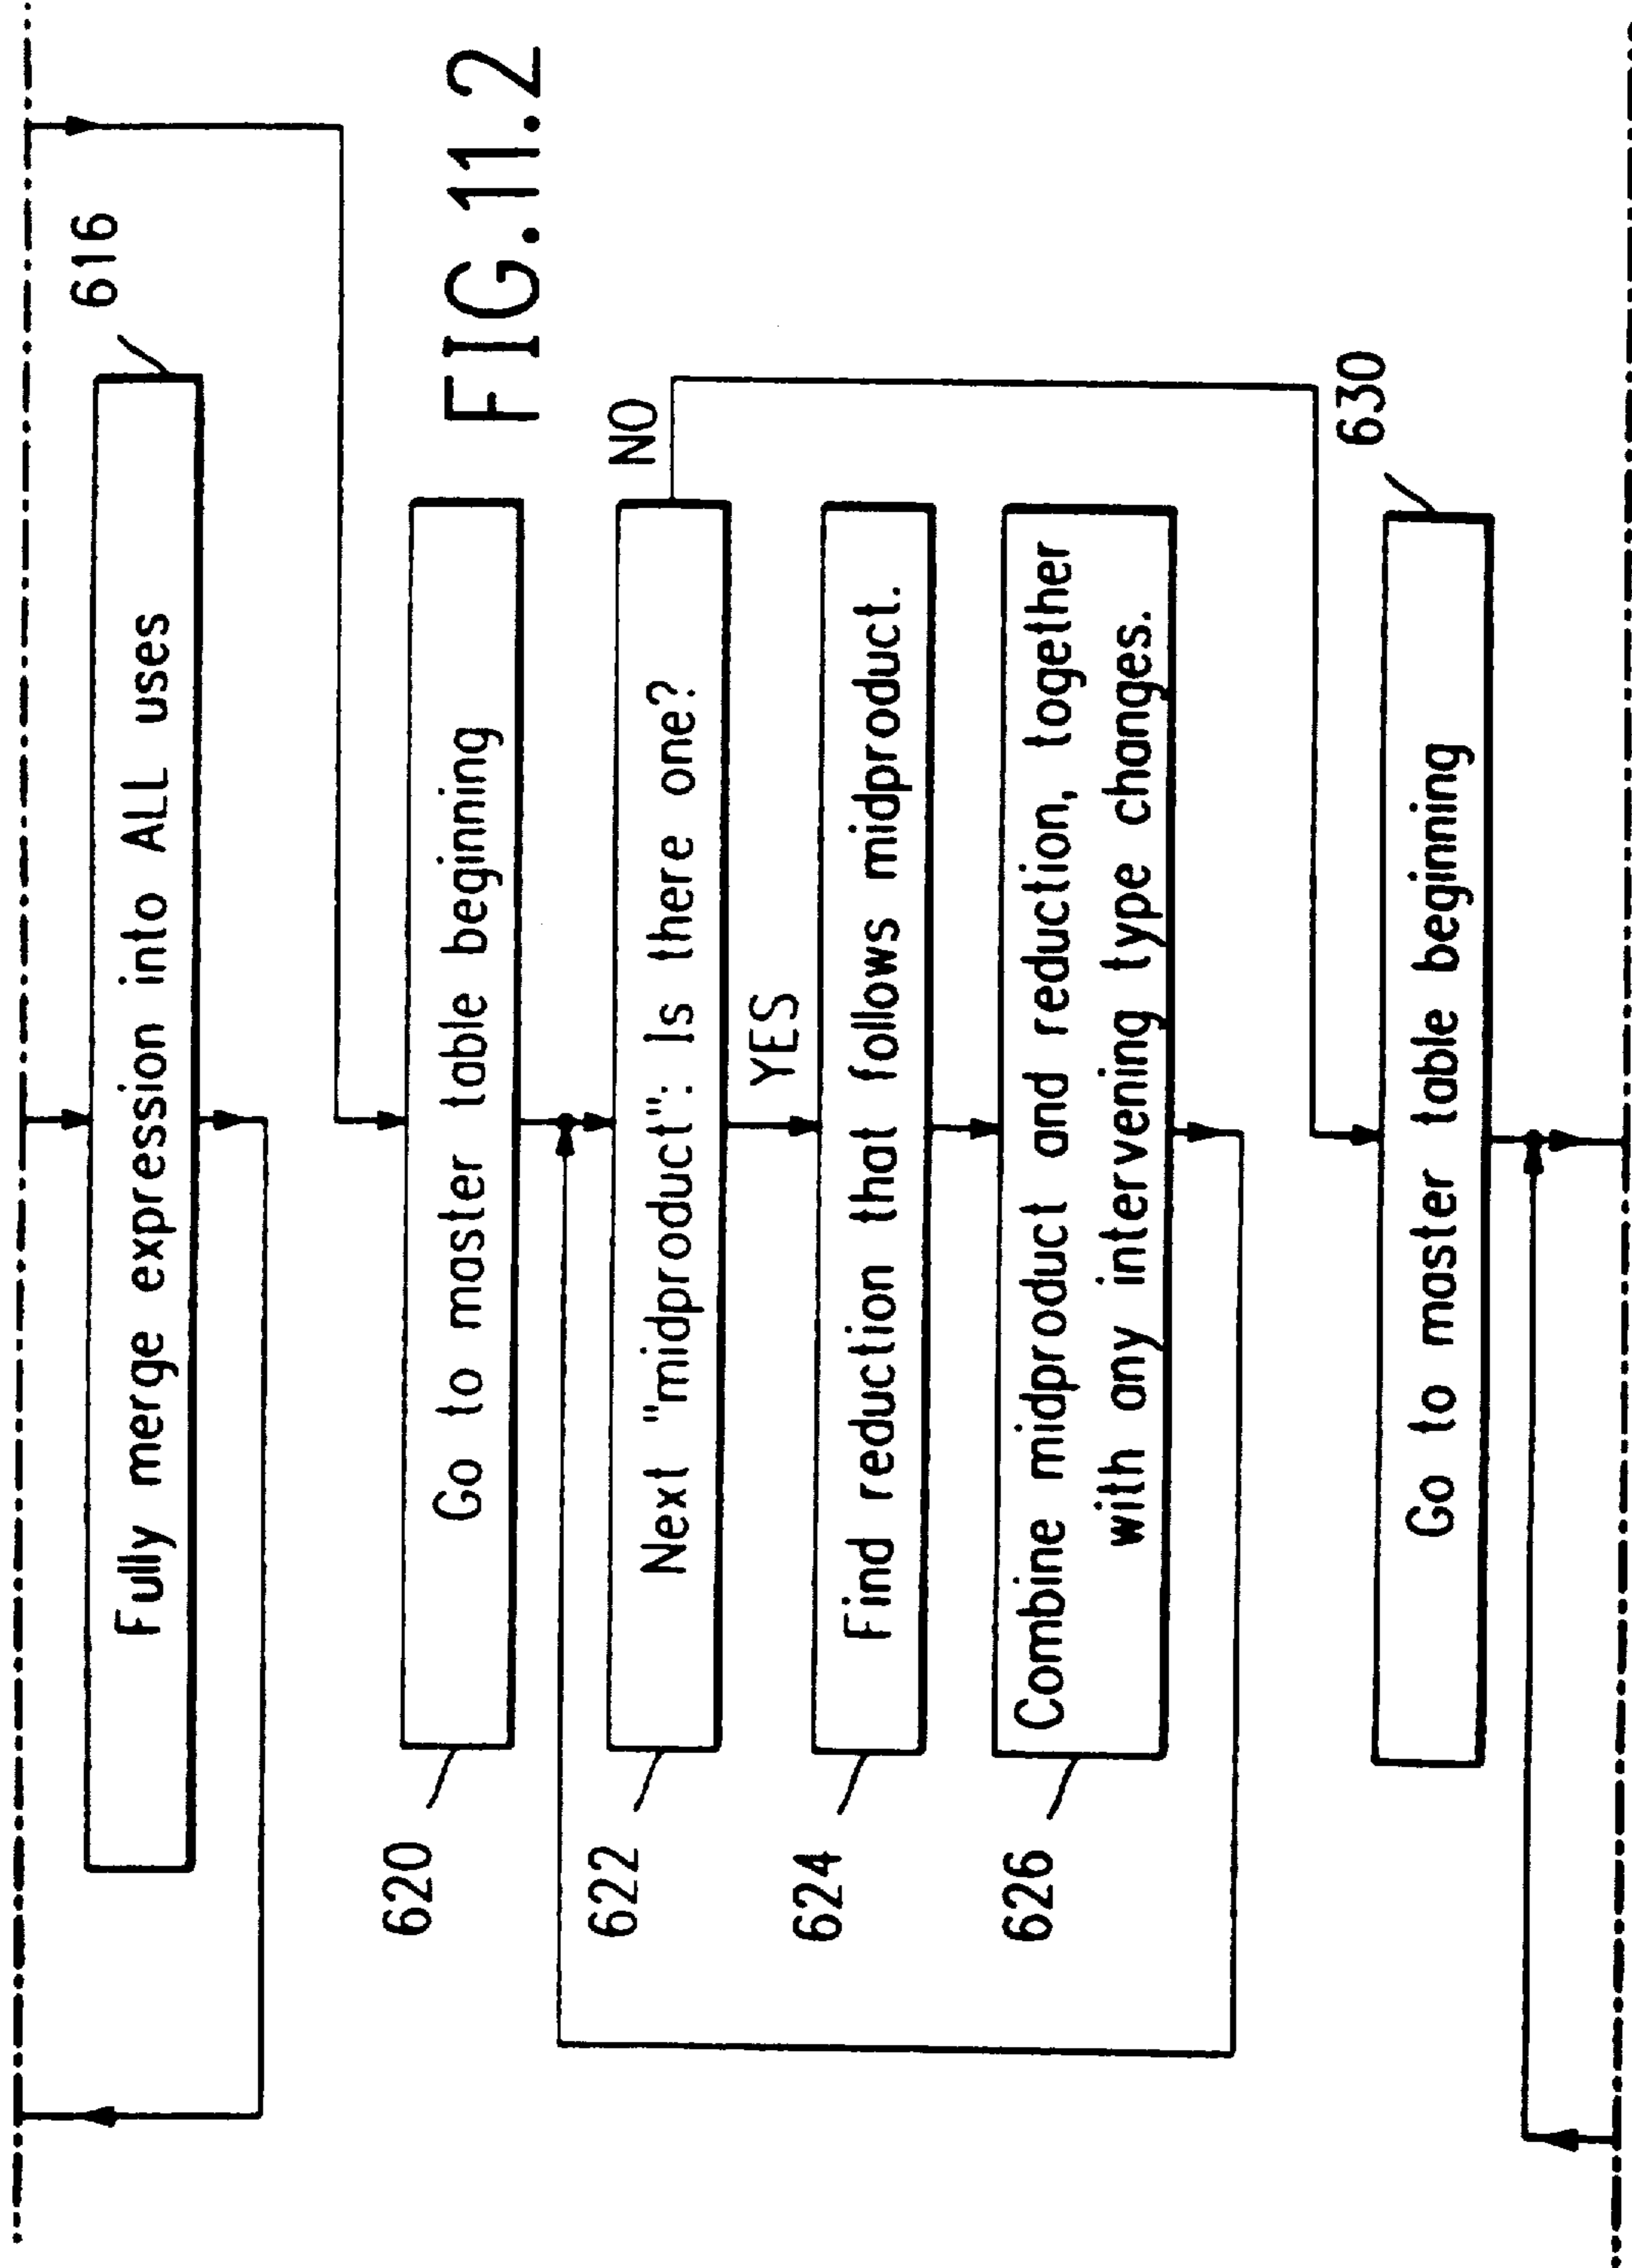 616
Fully merge expression into ALL uses
FIG.11.2
620
Go to master table beginning
NO
622
Next "midproduct": Is there one?
YES
624
Find reduction that follows midproduct.
626
Combine midproduct and reduction, together
with any intervening type changes.
630
Go to master table beginning